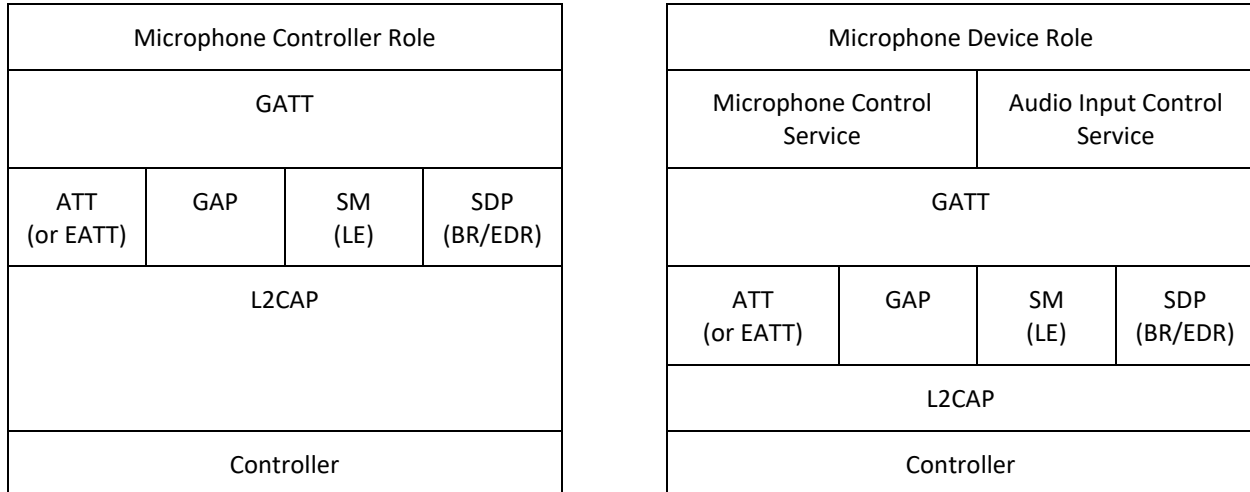 Microphone Controller Role
GATT
ATT
(or EATT)
GAP
SM
(LE)
SDP
(BR/EDR)
L2CAP
Controller
Microphone Device Role
Microphone Control
Service
Audio Input Control
Service
GATT
ATT
(or EATT)
GAP
SM
(LE)
SDP
(BR/EDR)
L2CAP
Controller